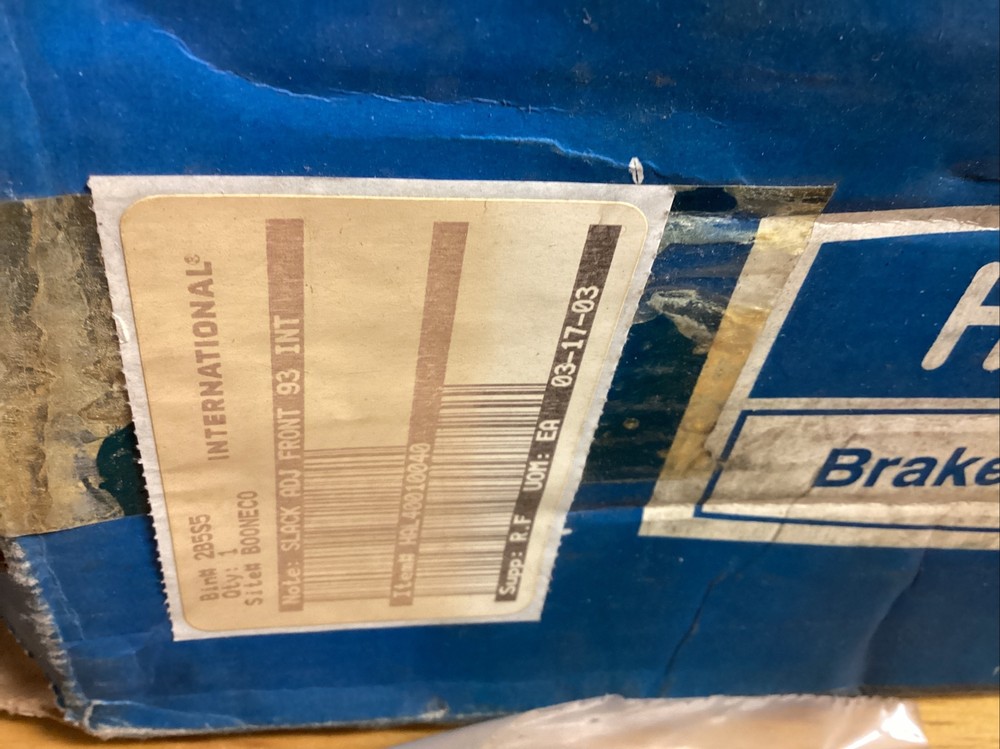 Bin# 2B5S5 INTERNATIONAL®
Qty: 1
Site# BOONECO
Note: SLACK ADJ FRONT 93 INT
Item# HAL40010040
Supp: R.F UOM: EA 03-17-03
Brake